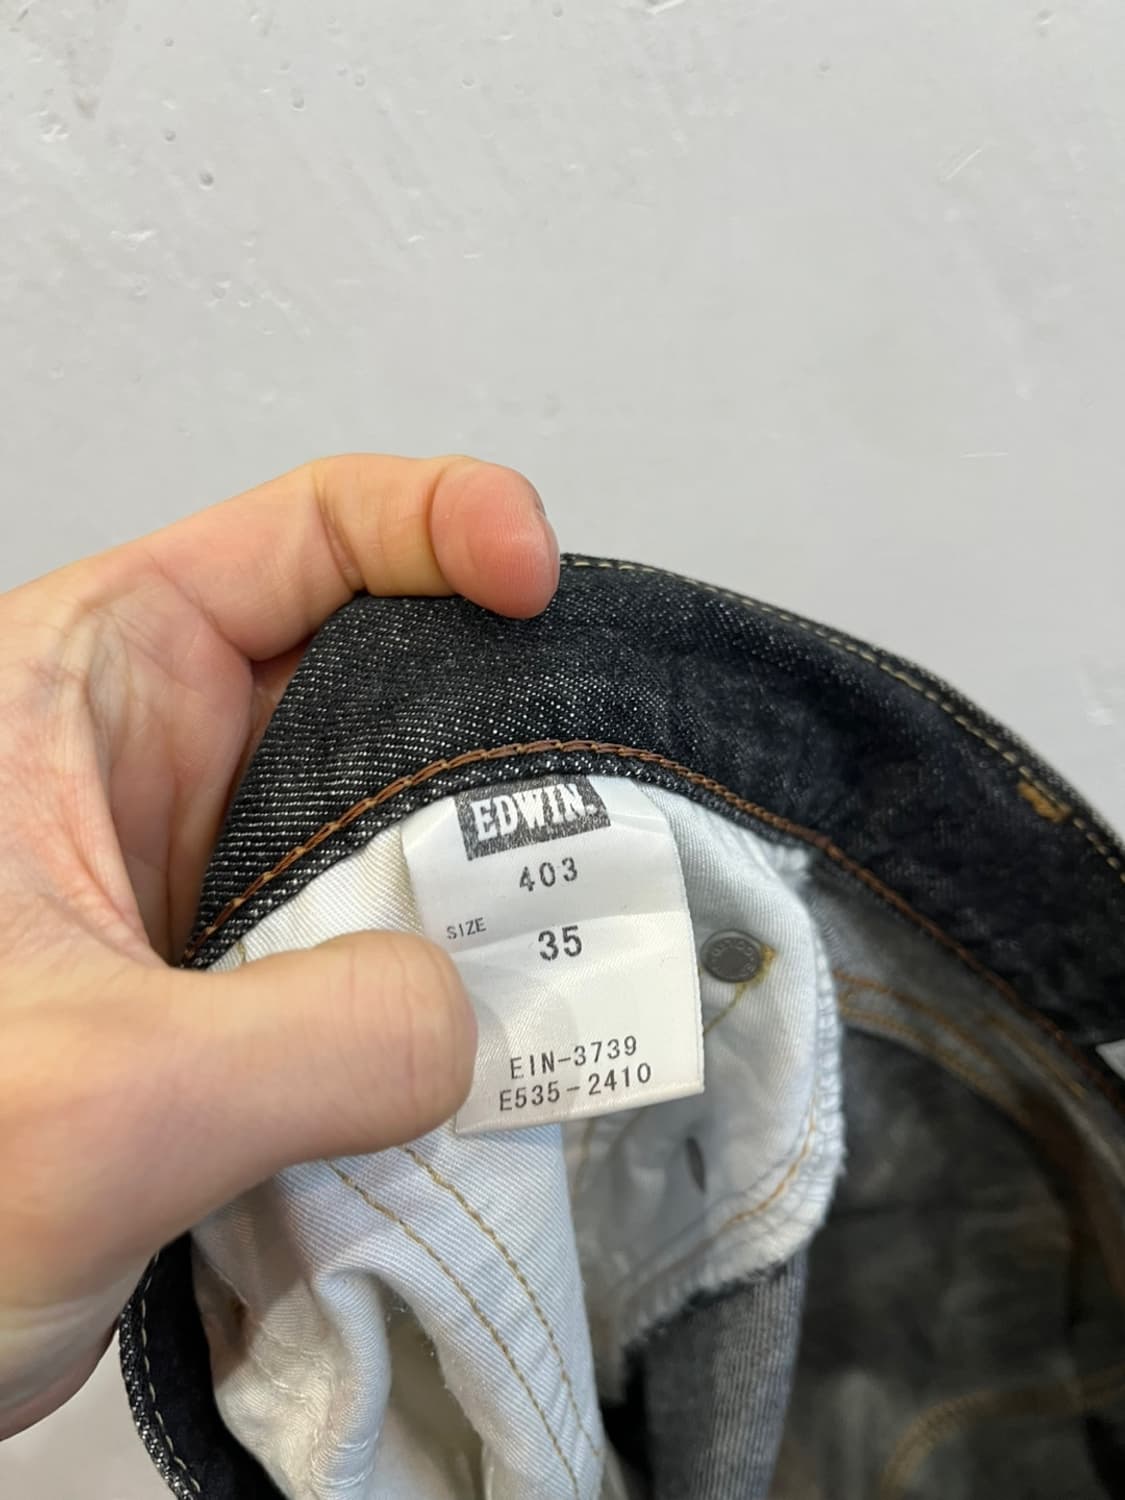 EDWIN
403
SIZE
35
EIN-3739
E535-2410